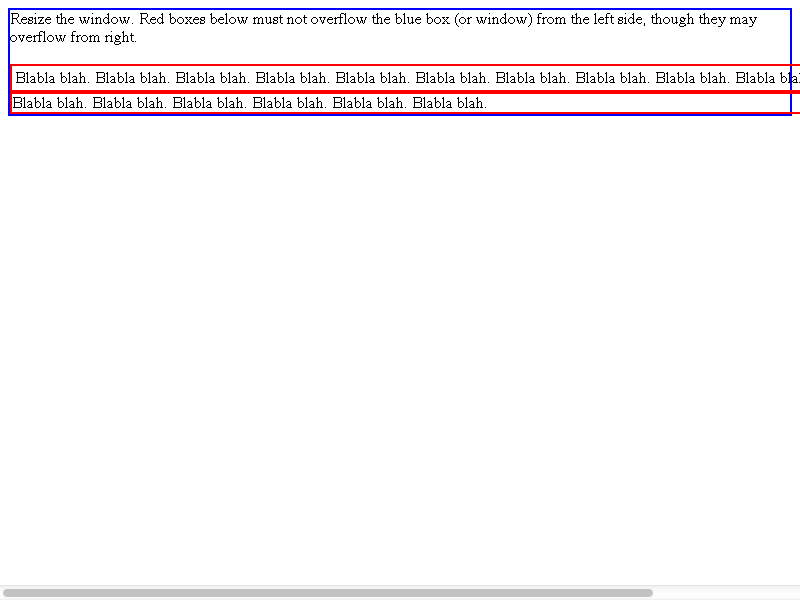 Resize the window. Red boxes below must not overflow the blue box (or window) from the left side, though they may
overflow from right.
Blabla blah. Blabla blah. Blabla blah. Blabla blah. Blabla blah. Blabla blah. Blabla blah. Blabla blah. Blabla blah. Blabla bla
Blabla blah. Blabla blah. Blabla blah. Blabla blah. Blabla blah. Blabla blah.